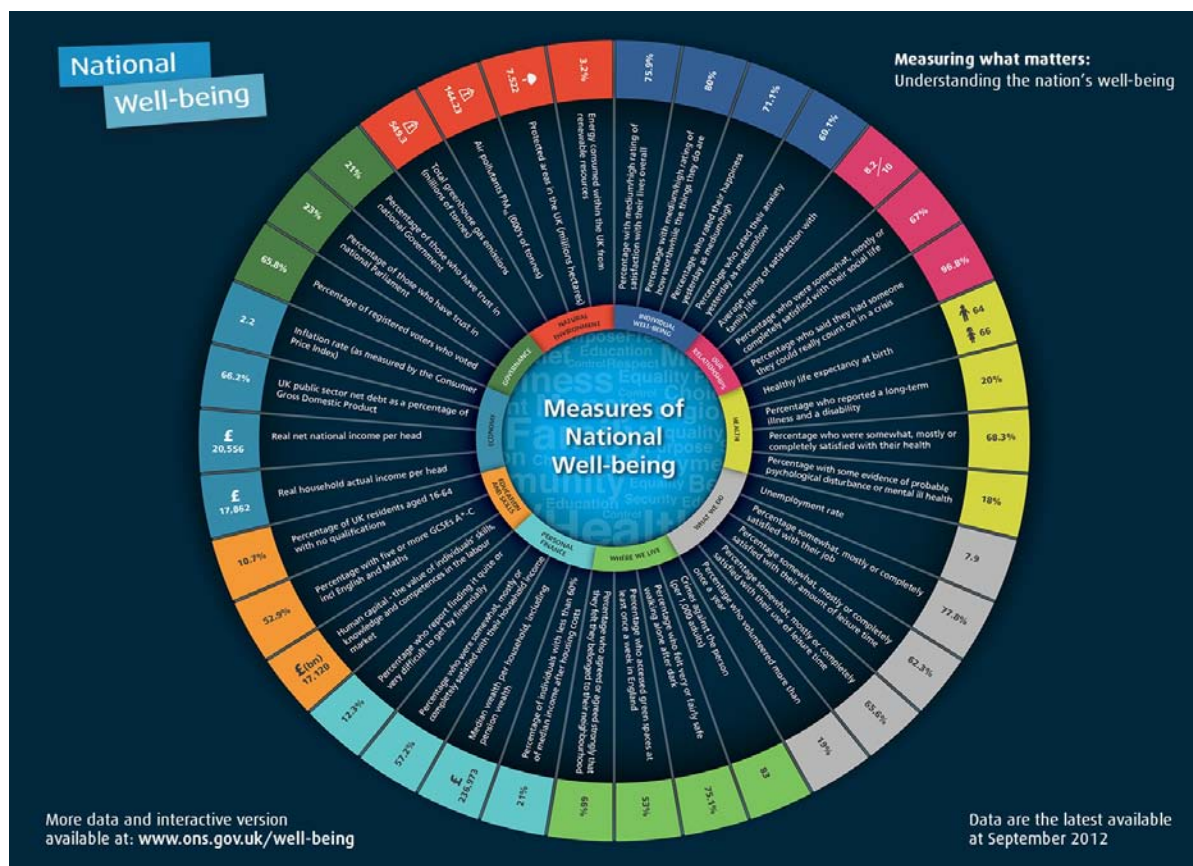 National
Well-being
Measuring what matters:
Understanding the nation's well-being
Measures of
National
Well-being
INDIVIDUAL
WELL-BEING
75.9%
Percentage with medium/high rating of
satisfaction with their lives overall
80%
Percentage with medium/high rating of
how worthwhile the things they do are
71.1%
Percentage who rated their happiness
yesterday as medium/high
60.1%
Percentage who rated their anxiety
yesterday as medium/low
OUR
RELATIONSHIPS
8.2/10
Average rating of satisfaction with
family life
67%
Percentage who were somewhat, mostly or
completely satisfied with their social life
96.8%
Percentage who said they had someone
they could really count on in a crisis
HEALTH
64
66
Healthy life expectancy at birth
20%
Percentage who reported a long-term
illness and a disability
68.3%
Percentage who were somewhat, mostly or
completely satisfied with their health
18%
Percentage with some evidence of probable
psychological disturbance or mental ill health
WHAT WE DO
7.9
Unemployment rate
77.8%
Percentage somewhat, mostly or completely
satisfied with their job
62.3%
Percentage somewhat, mostly or completely
satisfied with their amount of leisure time
65.6%
Percentage somewhat, mostly or completely
satisfied with their use of leisure time
19%
Percentage who volunteered more than
once a year
WHERE WE LIVE
83
Crimes against the person
(per 1,000 adults)
75.1%
Percentage who felt very or fairly safe
walking alone after dark
53%
Percentage who accessed green spaces at
least once a week in England
66%
Percentage who agreed or agreed strongly that
they felt they belonged to their neighbourhood
PERSONAL
FINANCE
21%
Percentage of individuals with less than 60%
of median income after housing costs
£
236,973
Median wealth per household, including
pension wealth
57.2%
Percentage who were somewhat, mostly or
completely satisfied with their household income
12.3%
Percentage who report finding it quite or
very difficult to get by financially
EDUCATION
AND SKILLS
£(bn)
17,120
Human capital - the value of individuals' skills,
knowledge and competences in the labour
market
52.9%
Percentage with five or more GCSEs A*-C
incl English and Maths
10.7%
Percentage of UK residents aged 16-64
with no qualifications
ECONOMY
£
17,862
Real household actual income per head
£
20,556
Real net national income per head
66.2%
UK public sector net debt as a percentage of
Gross Domestic Product
2.2
Inflation rate (as measured by the Consumer
Price Index)
GOVERNANCE
65.8%
Percentage of registered voters who voted
23%
Percentage of those who have trust in
national Parliament
21%
Percentage of those who have trust in
national Government
NATURAL
ENVIRONMENT
549.3
Total greenhouse gas emissions
(millions of tonnes)
144.23
Air pollutants PM10 (000's of tonnes)
7.522
Protected areas in the UK (millions hectares)
3.2%
Energy consumed within the UK from
renewable resources
More data and interactive version
available at: www.ons.gov.uk/well-being
Data are the latest available
at September 2012